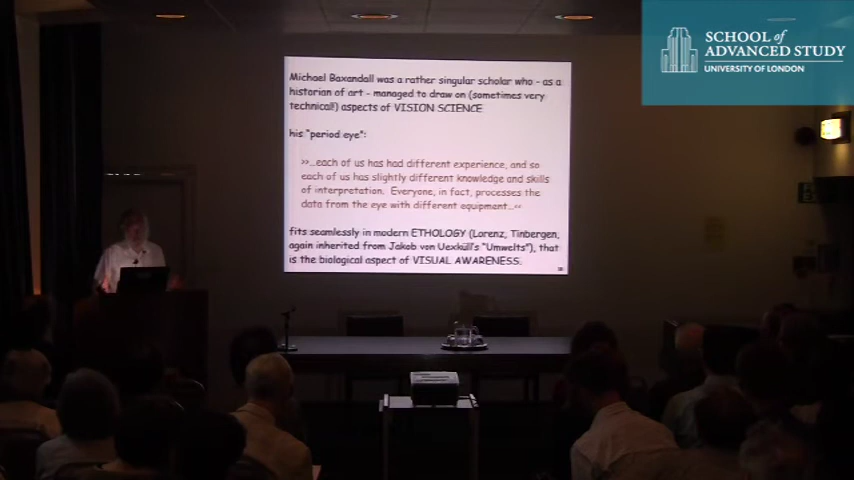 SCHOOL of
ADVANCED STUDY
UNIVERSITY OF LONDON
Michael Baxandall was a rather singular scholar who - as a
historian of art - managed to draw on (sometimes very
technical!) aspects of VISION SCIENCE
his "period eye":
>>...each of us has had different experience, and so
each of us has slightly different knowledge and skills
of interpretation. Everyone, in fact, processes the
data from the eye with different equipment...<<
fits seamlessly in modern ETHOLOGY (Lorenz, Tinbergen,
again inherited from Jakob von Uexküll's "Umwelts"), that
is the biological aspect of VISUAL AWARENESS.